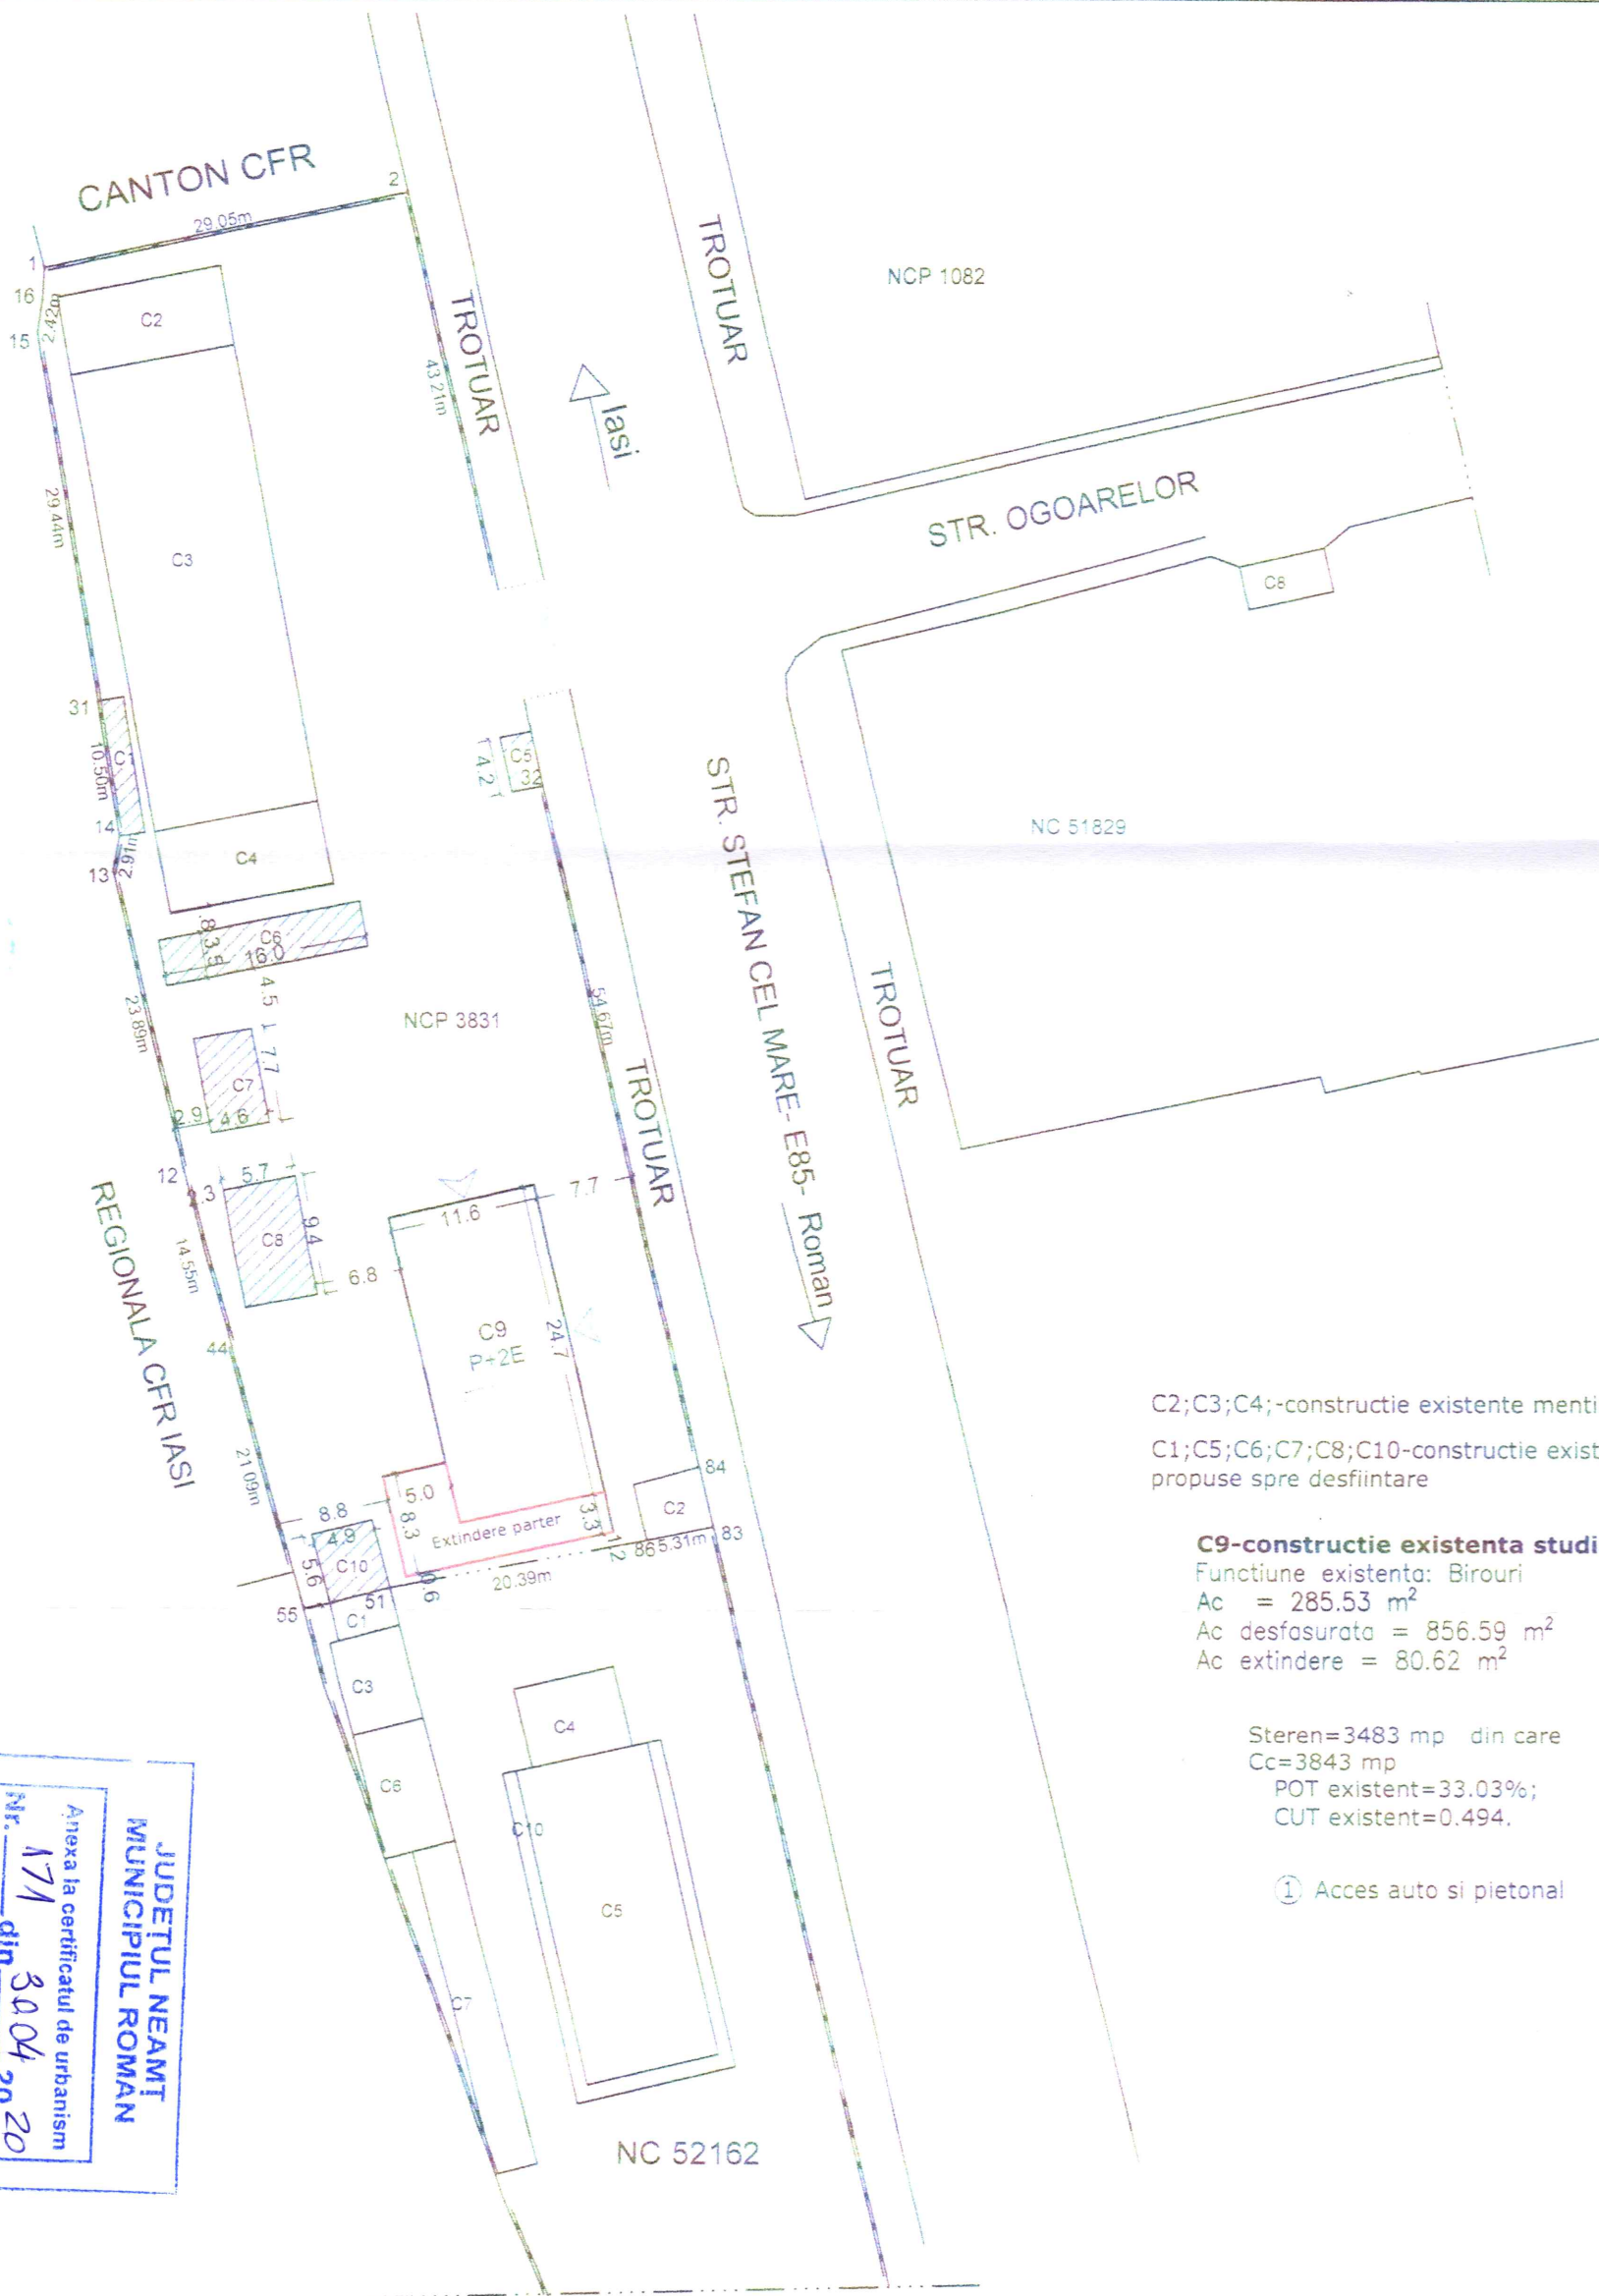 CANTON CFR
2
29.05m
1
16
2.42m
15
C2
TROTUAR
43.21m
TROTUAR
NCP 1082
Iasi
29.44m
C3
STR. OGOARELOR
C8
31
10.50m
C1
14
2.91m
13
C4
C5
32
4.2
STR. STEFAN CEL MARE- E85- Roman
NC 51829
.8
3.5
C6
16.0
4.5
23.89m
NCP 3831
54.67m
TROTUAR
TROTUAR
7.7
C7
2.9
4.6
12
5.7
7.7
11.6
C8
9.4
6.8
14.55m
REGIONALA CFR IASI
C9
P+2E
24.7
44
21.09m
84
C2
83
5.0
8.8
4.9
8.3
Extindere parter
3.3
5.6
C10
86
5.31m
20.39m
0.6
51
55
C1
C3
C4
C6
C10
C5
C7
NC 52162
C2;C3;C4;-constructie existente menti
C1;C5;C6;C7;C8;C10-constructie exist
propuse spre desfiintare
C9-constructie existenta studi
Functiune existenta: Birouri
Ac = 285.53 m²
Ac desfasurata = 856.59 m²
Ac extindere = 80.62 m²
Steren=3483 mp din care
Cc=3843 mp
POT existent=33.03%;
CUT existent=0.494.
1 Acces auto si pietonal
JUDEȚUL NEAMȚ
MUNICIPIUL ROMAN
Anexa la certificatul de urbanism
Nr. 171 din 30.04 2020